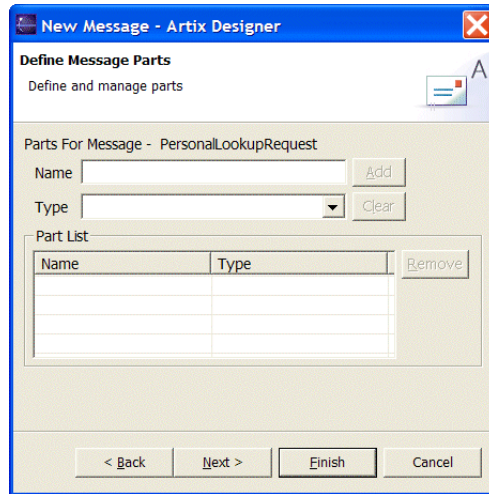 New Message - Artix Designer
Define Message Parts
Define and manage parts
A
Parts For Message - PersonalLookupRequest
Name
Add
Type
Clear
Part List
Name Type
Remove
< Back Next > Finish Cancel